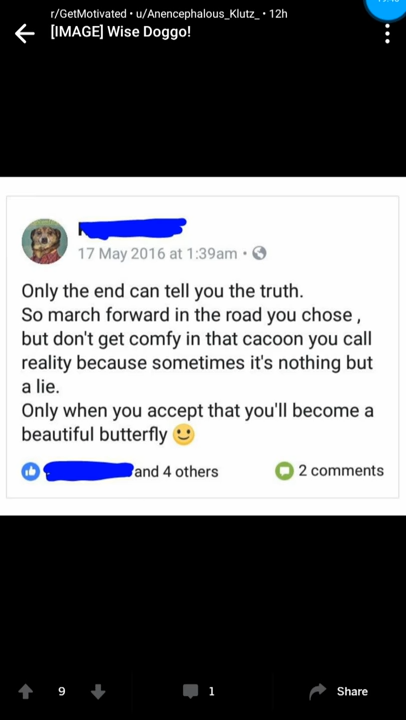 r/GetMotivated • u/Anencephalous_Klutz_ • 12h
[IMAGE] Wise Doggo!
17 May 2016 at 1:39am •
Only the end can tell you the truth.
So march forward in the road you chose ,
but don't get comfy in that cacoon you call
reality because sometimes it's nothing but
a lie.
Only when you accept that you'll become a
beautiful butterfly 🙂
and 4 others
2 comments
9
1
Share